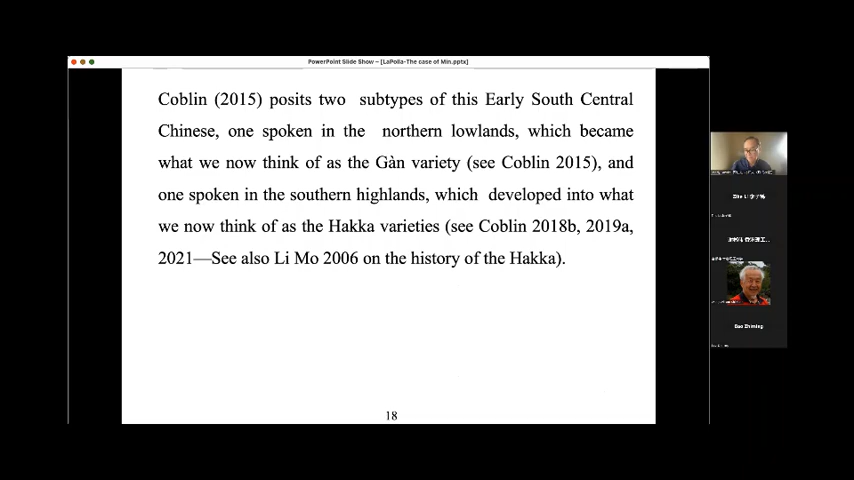 PowerPoint Slide Show – [LaPolla-The case of Min.pptx]
Coblin (2015) posits two subtypes of this Early South Central
Chinese, one spoken in the northern lowlands, which became
what we now think of as the Gàn variety (see Coblin 2015), and
one spoken in the southern highlands, which developed into what
we now think of as the Hakka varieties (see Coblin 2018b, 2019a,
2021—See also Li Mo 2006 on the history of the Hakka).
18
Bao Zhiming